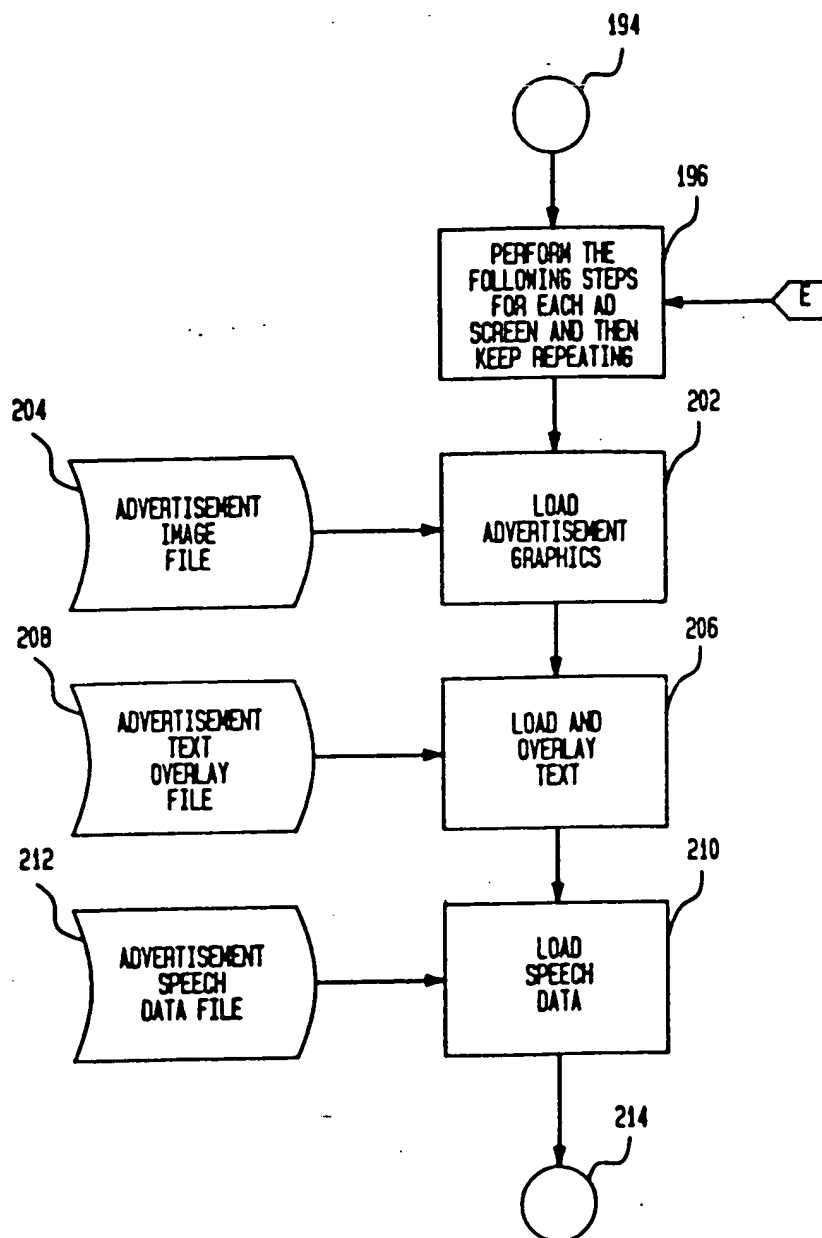 194
196
PERFORM THE
FOLLOWING STEPS
FOR EACH AD
SCREEN AND THEN
KEEP REPEATING
E
204
202
ADVERTISEMENT
IMAGE
FILE
LOAD
ADVERTISEMENT
GRAPHICS
208
206
ADVERTISEMENT
TEXT
OVERLAY
FILE
LOAD AND
OVERLAY
TEXT
212
210
ADVERTISEMENT
SPEECH
DATA FILE
LOAD
SPEECH
DATA
214